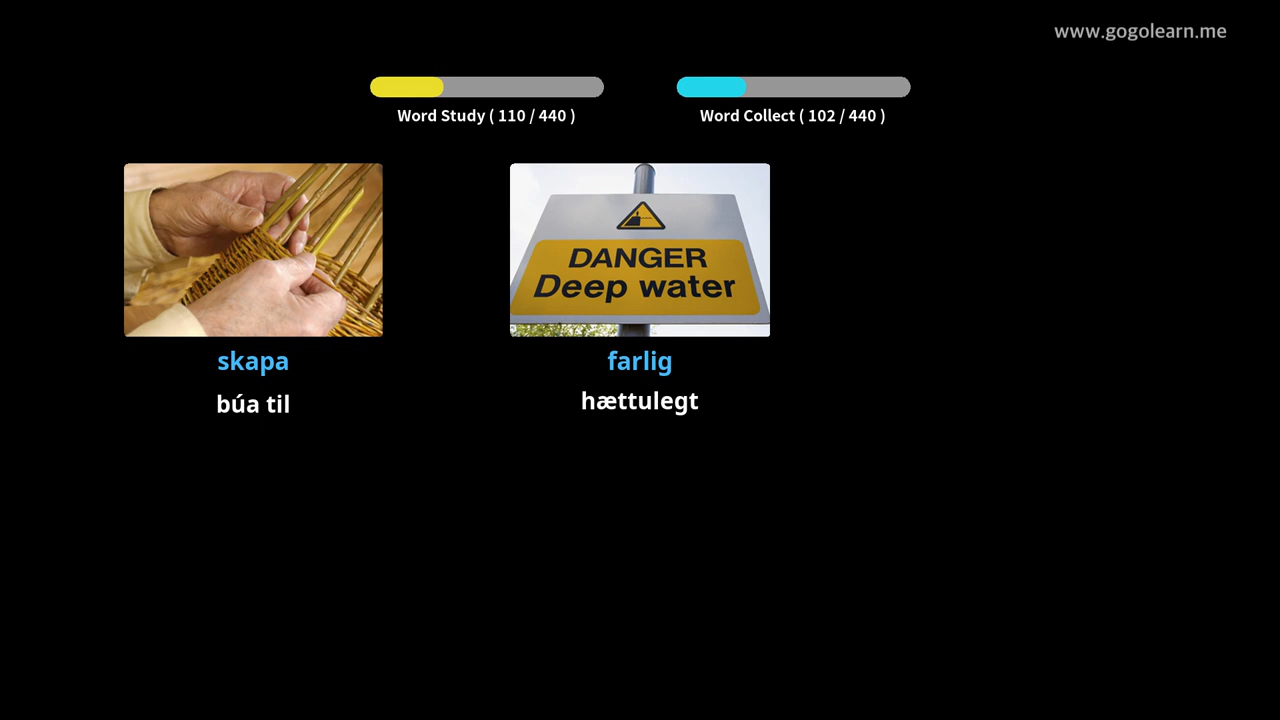 www.gogolearn.me
Word Study ( 110 / 440 )
Word Collect ( 102 / 440 )
DANGER
Deep water
skapa
farlig
búa til
hættulegt